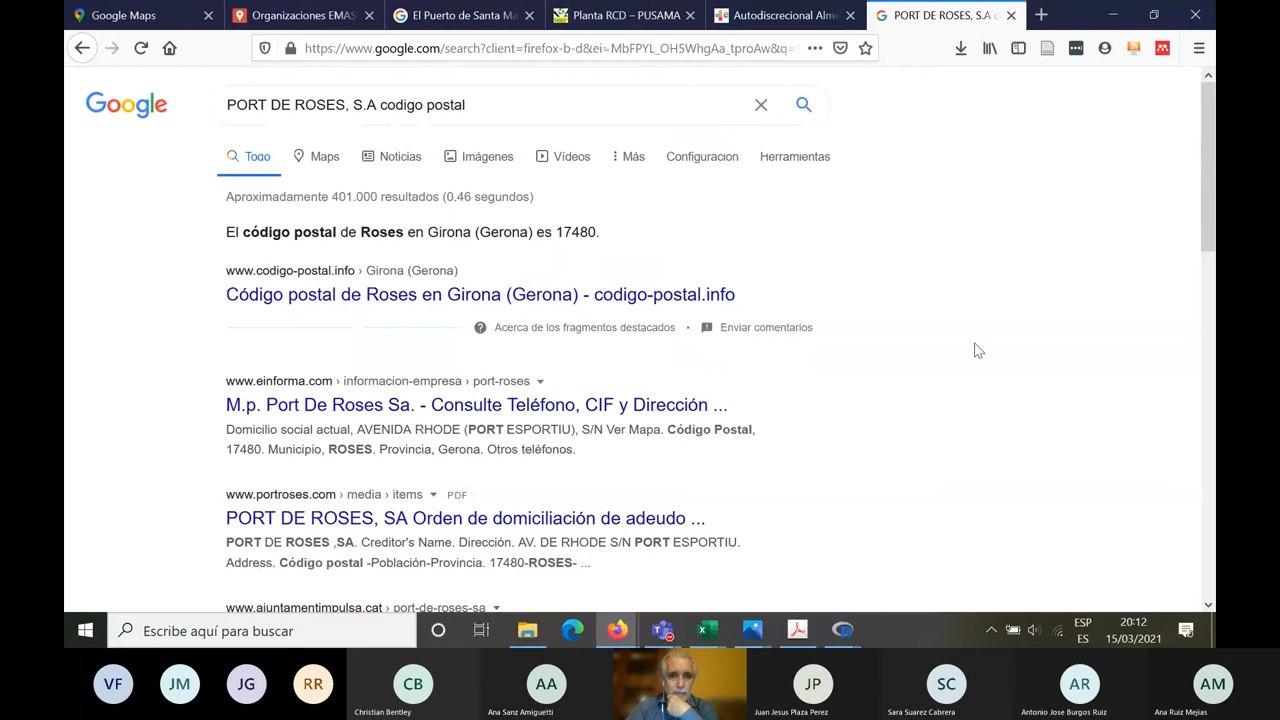 Google Maps
Organizaciones EMAS
El Puerto de Santa Ma
Planta RCD – PUSAMA
Autodiscrecional Alme
PORT DE ROSES, S.A c
https://www.google.com/search?client=firefox-b-d&ei=MbFPYL_OH5WhgAa_tproAw&q=
Google
PORT DE ROSES, S.A codigo postal
Todo
Maps
Noticias
Imágenes
Vídeos
Más
Configuración
Herramientas
Aproximadamente 401.000 resultados (0.46 segundos)
El código postal de Roses en Girona (Gerona) es 17480.
www.codigo-postal.info › Girona (Gerona)
Código postal de Roses en Girona (Gerona) - codigo-postal.info
Acerca de los fragmentos destacados • Enviar comentarios
www.einforma.com › informacion-empresa › port-roses
M.p. Port De Roses Sa. - Consulte Teléfono, CIF y Dirección ...
Domicilio social actual, AVENIDA RHODE (PORT ESPORTIU), S/N Ver Mapa. Código Postal,
17480. Municipio, ROSES. Provincia, Gerona. Otros teléfonos.
www.portroses.com › media › items PDF
PORT DE ROSES, SA Orden de domiciliación de adeudo ...
PORT DE ROSES ,SA. Creditor's Name. Dirección. AV. DE RHODE S/N PORT ESPORTIU.
Address. Código postal -Población-Provincia. 17480-ROSES- ...
www.ajuntamentimpulsa.cat › port-de-roses-sa
Escribe aquí para buscar
ESP
ES
20:12
15/03/2021
VF
JM
JG
RR
CB
Christian Bentley
AA
Ana Sanz Amiguetti
JP
Juan Jesus Plaza Perez
SC
Sara Suarez Cabrera
AR
Antonio Jose Burgos Ruiz
AM
Ana Ruiz Mejias